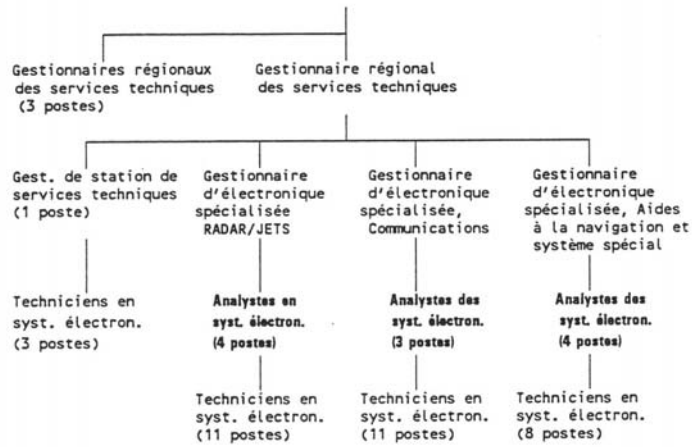 Gestionnaires régionaux
des services techniques
(3 postes)
Gestionnaire régional
des services techniques
Gest. de station de
services techniques
(1 poste)
Gestionnaire
d'électronique
spécialisée
RADAR/JETS
Gestionnaire
d'électronique
spécialisée,
Communications
Gestionnaire
d'électronique
spécialisée, Aides
à la navigation et
système spécial
Techniciens en
syst. électron.
(3 postes)
Analystes en
syst. électron.
(4 postes)
Analystes des
syst. électron.
(3 postes)
Analystes des
syst. électron.
(4 postes)
Techniciens en
syst. électron.
(11 postes)
Techniciens en
syst. électron.
(11 postes)
Techniciens en
syst. électron.
(8 postes)